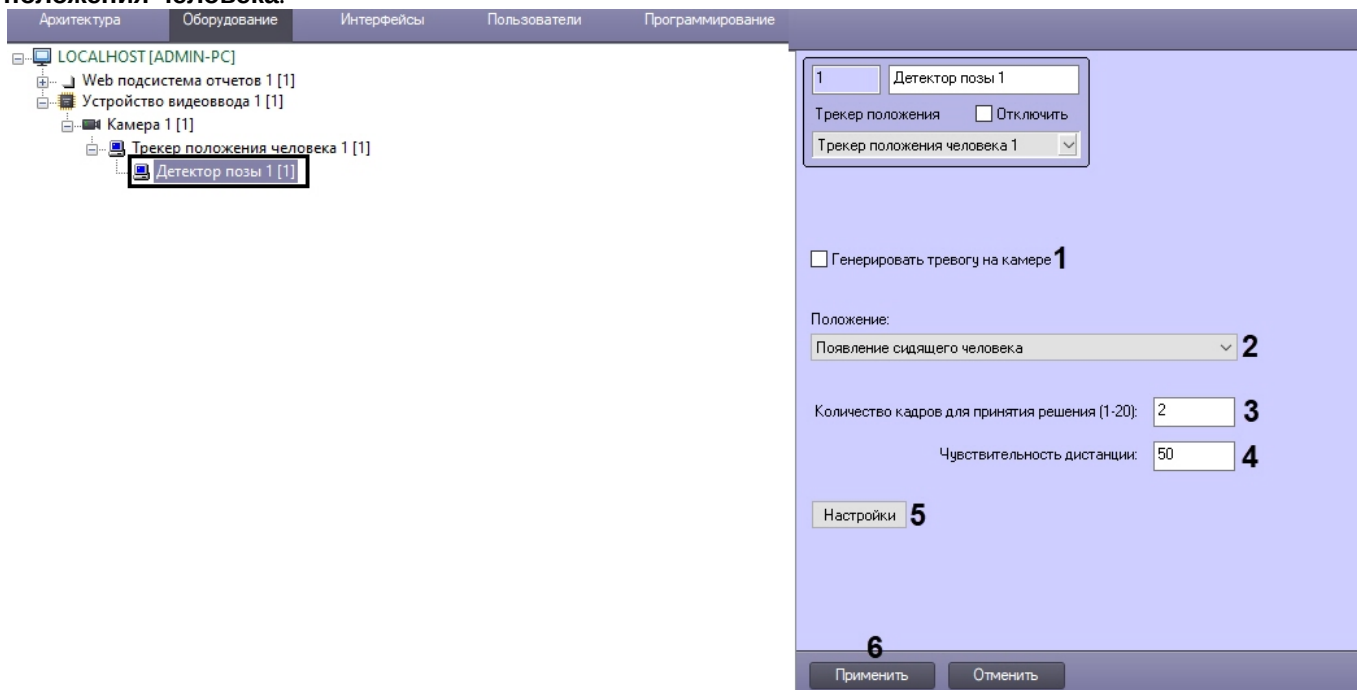 положения человека.
Архитектура Оборудование Интерфейсы Пользователи Программирование
LOCALHOST [ADMIN-PC]
Web подсистема отчетов 1 [1]
Устройство видеоввода 1 [1]
Камера 1 [1]
Трекер положения человека 1 [1]
Детектор позы 1 [1]
1 Детектор позы 1
Трекер положения Отключить
Трекер положения человека 1
Генерировать тревогу на камере 1
Положение:
Появление сидящего человека 2
Количество кадров для принятия решения (1-20): 2 3
Чувствительность дистанции: 50 4
Настройки 5
6
Применить Отменить